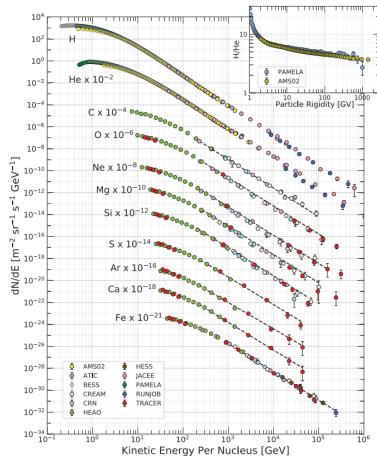 10^4
10^2
10^0
10^-2
10^-4
10^-6
10^-8
10^-10
10^-12
10^-14
10^-16
10^-18
10^-20
10^-22
10^-24
10^-26
10^-28
10^-30
10^-32
10^-34
dN/dE [m^-2 sr^-1 s^-1 GeV^-1]
H
He x 10^-2
C x 10^-4
O x 10^-6
Ne x 10^-8
Mg x 10^-10
Si x 10^-12
S x 10^-14
Ar x 10^-16
Ca x 10^-18
Fe x 10^-21
H/He
10
1
PAMELA
AMS02
1 10 100 1000
Particle Rigidity [GV]
AMS02
ATIC
BESS
CREAM
CRN
HEAO
HESS
JACEE
PAMELA
RUNJOB
TRACER
10^-1 10^0 10^1 10^2 10^3 10^4 10^5 10^6 10^7
Kinetic Energy Per Nucleus [GeV]